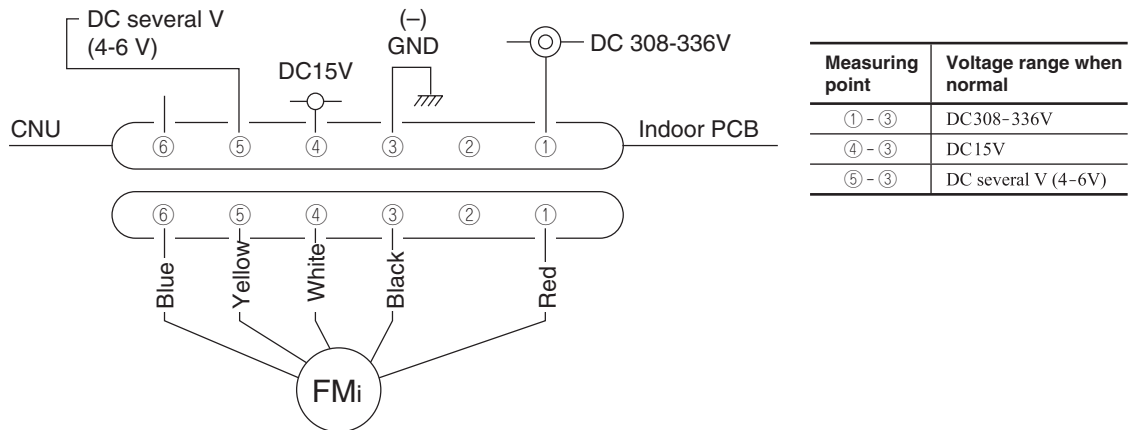 DC several V
(4-6 V)
(–)
GND
DC 308-336V
DC15V
CNU
⑥ ⑤ ④ ③ ② ①
Indoor PCB
⑥ ⑤ ④ ③ ② ①
Blue Yellow White Black Red
FMi
Measuring point Voltage range when normal
①-③ DC308-336V
④-③ DC15V
⑤-③ DC several V (4-6V)